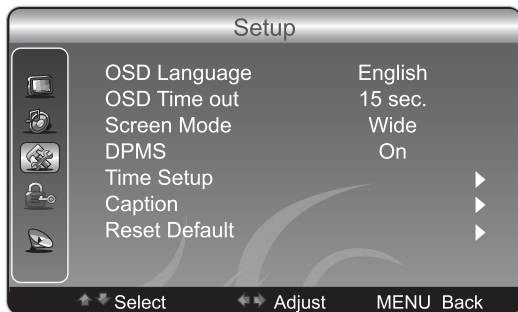 Setup
OSD Language English
OSD Time out 15 sec.
Screen Mode Wide
DPMS On
Time Setup
Caption
Reset Default
Select Adjust MENU Back